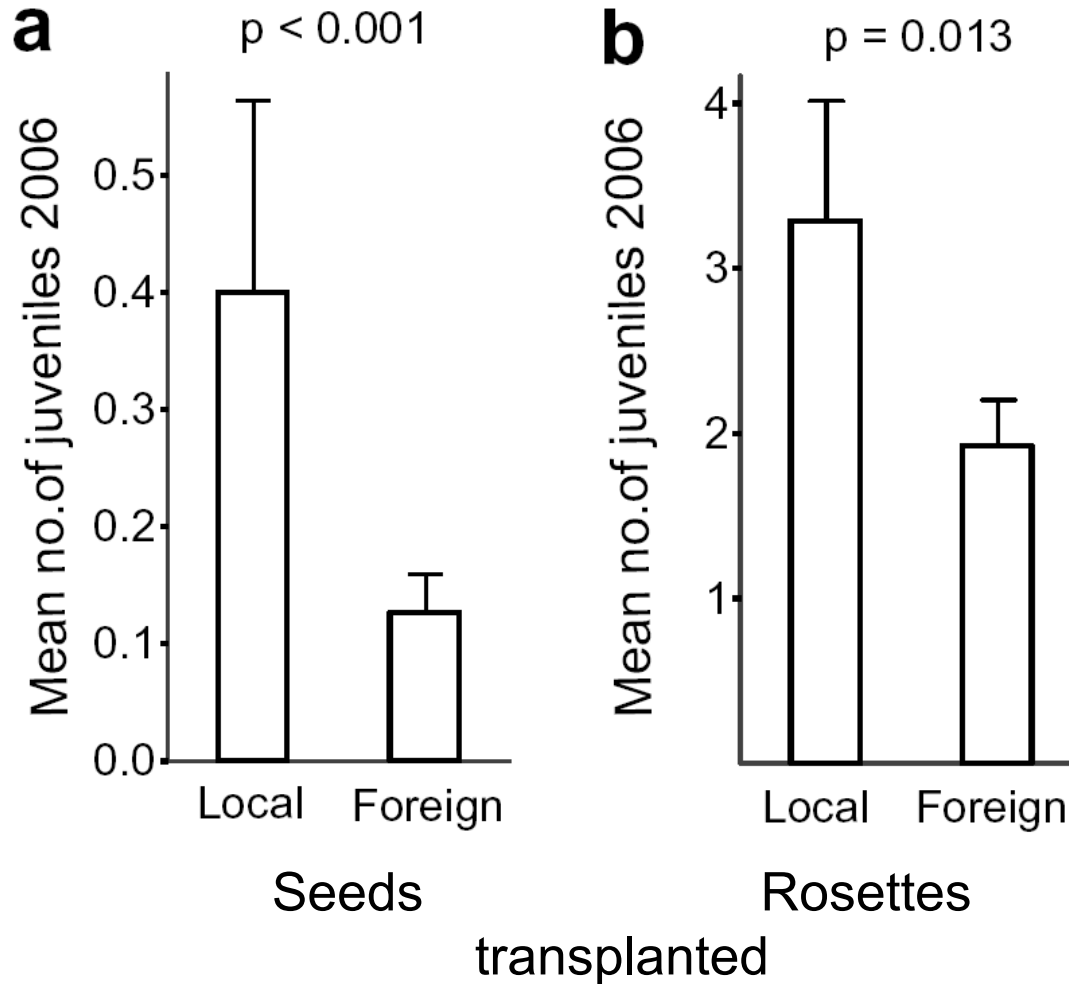 a
p < 0.001
Mean no.of juveniles 2006
0.5
0.4
0.3
0.2
0.1
0.0
Local Foreign
Seeds
b
p = 0.013
Mean no.of juveniles 2006
4
3
2
1
Local Foreign
Rosettes
transplanted